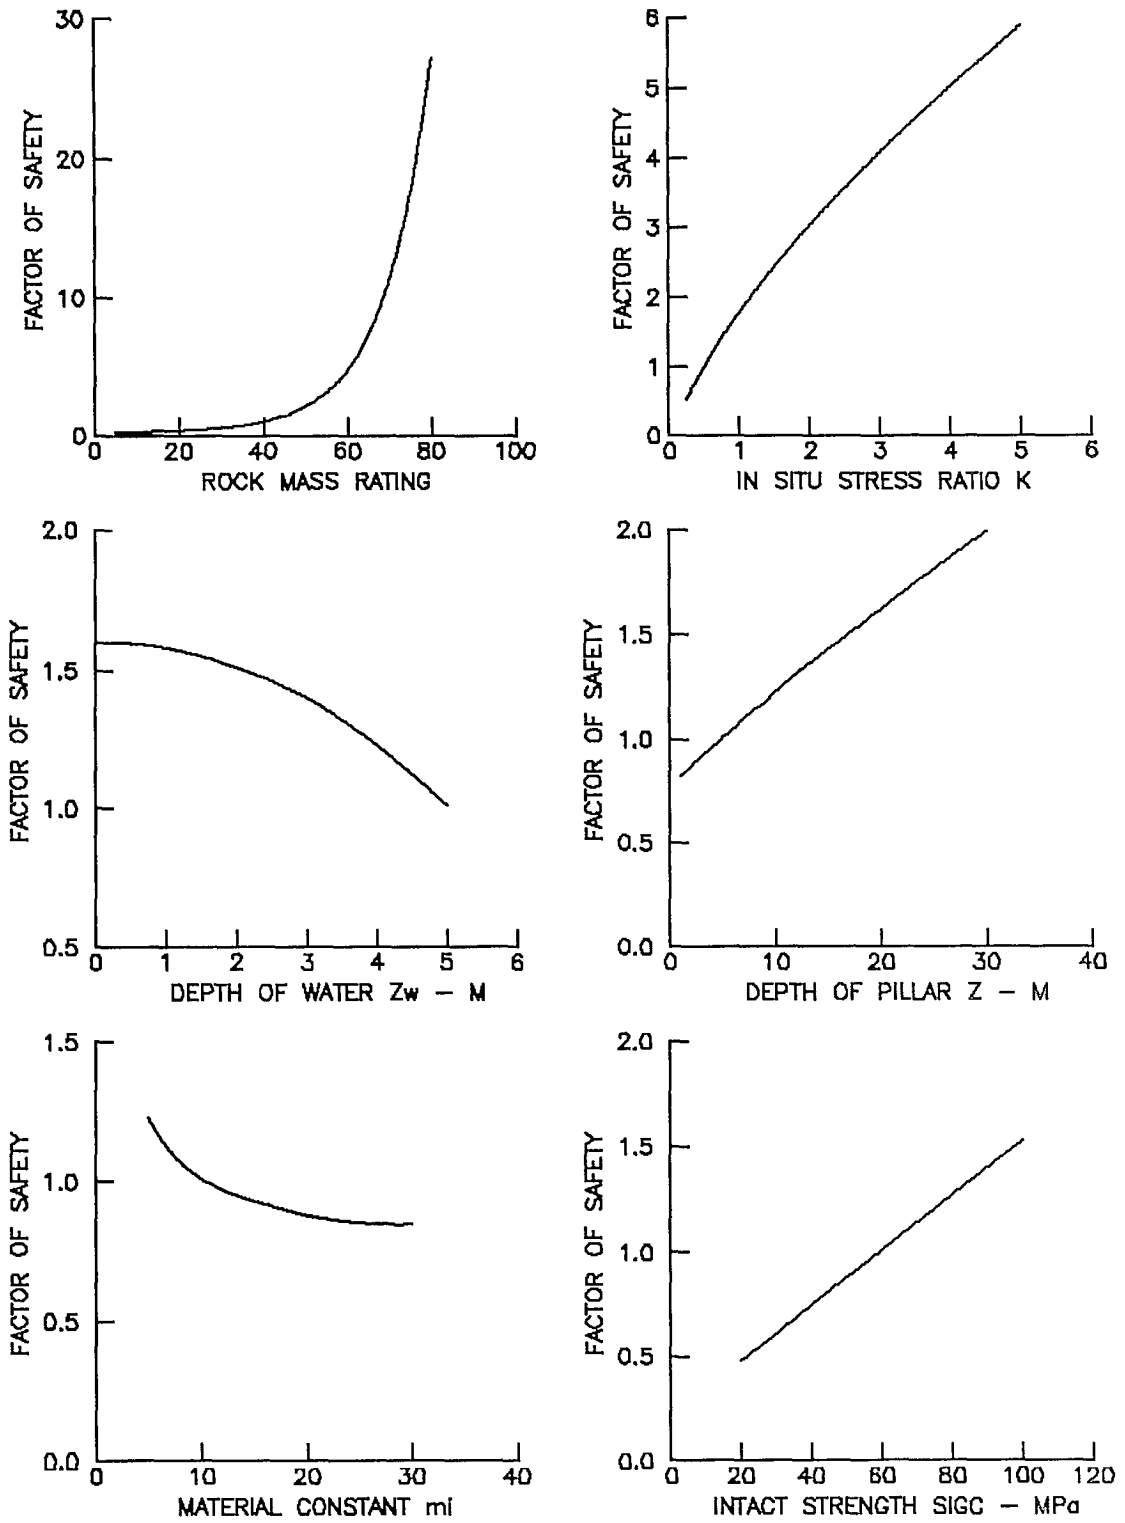 FACTOR OF SAFETY
30
20
10
0
0 20 40 60 80 100
ROCK MASS RATING
FACTOR OF SAFETY
6
5
4
3
2
1
0
0 1 2 3 4 5 6
IN SITU STRESS RATIO K
FACTOR OF SAFETY
2.0
1.5
1.0
0.5
0 1 2 3 4 5 6
DEPTH OF WATER Zw – M
FACTOR OF SAFETY
2.0
1.5
1.0
0.5
0.0
0 10 20 30 40
DEPTH OF PILLAR Z – M
FACTOR OF SAFETY
1.5
1.0
0.5
0.0
0 10 20 30 40
MATERIAL CONSTANT mi
FACTOR OF SAFETY
2.0
1.5
1.0
0.5
0.0
0 20 40 60 80 100 120
INTACT STRENGTH SIGC – MPa